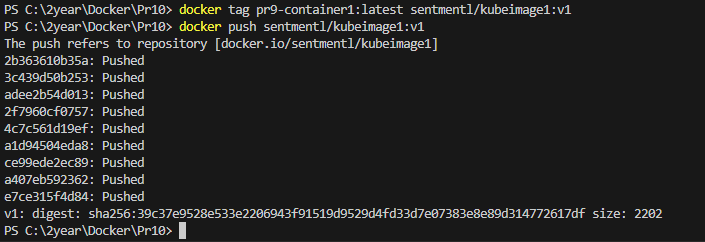 PS C:\2year\Docker\Pr10> docker tag pr9-container1:latest sentmentl/kubeimage1:v1
PS C:\2year\Docker\Pr10> docker push sentmentl/kubeimage1:v1
The push refers to repository [docker.io/sentmentl/kubeimage1]
2b363610b35a: Pushed
3c439d50b253: Pushed
adee2b54d013: Pushed
2f7960cf0757: Pushed
4c7c561d19ef: Pushed
a1d94504eda8: Pushed
ce99ede2ec89: Pushed
a407eb592362: Pushed
e7ce315f4d84: Pushed
v1: digest: sha256:39c37e9528e533e2206943f91519d9529d4fd33d7e07383e8e89d314772617df size: 2202
PS C:\2year\Docker\Pr10>